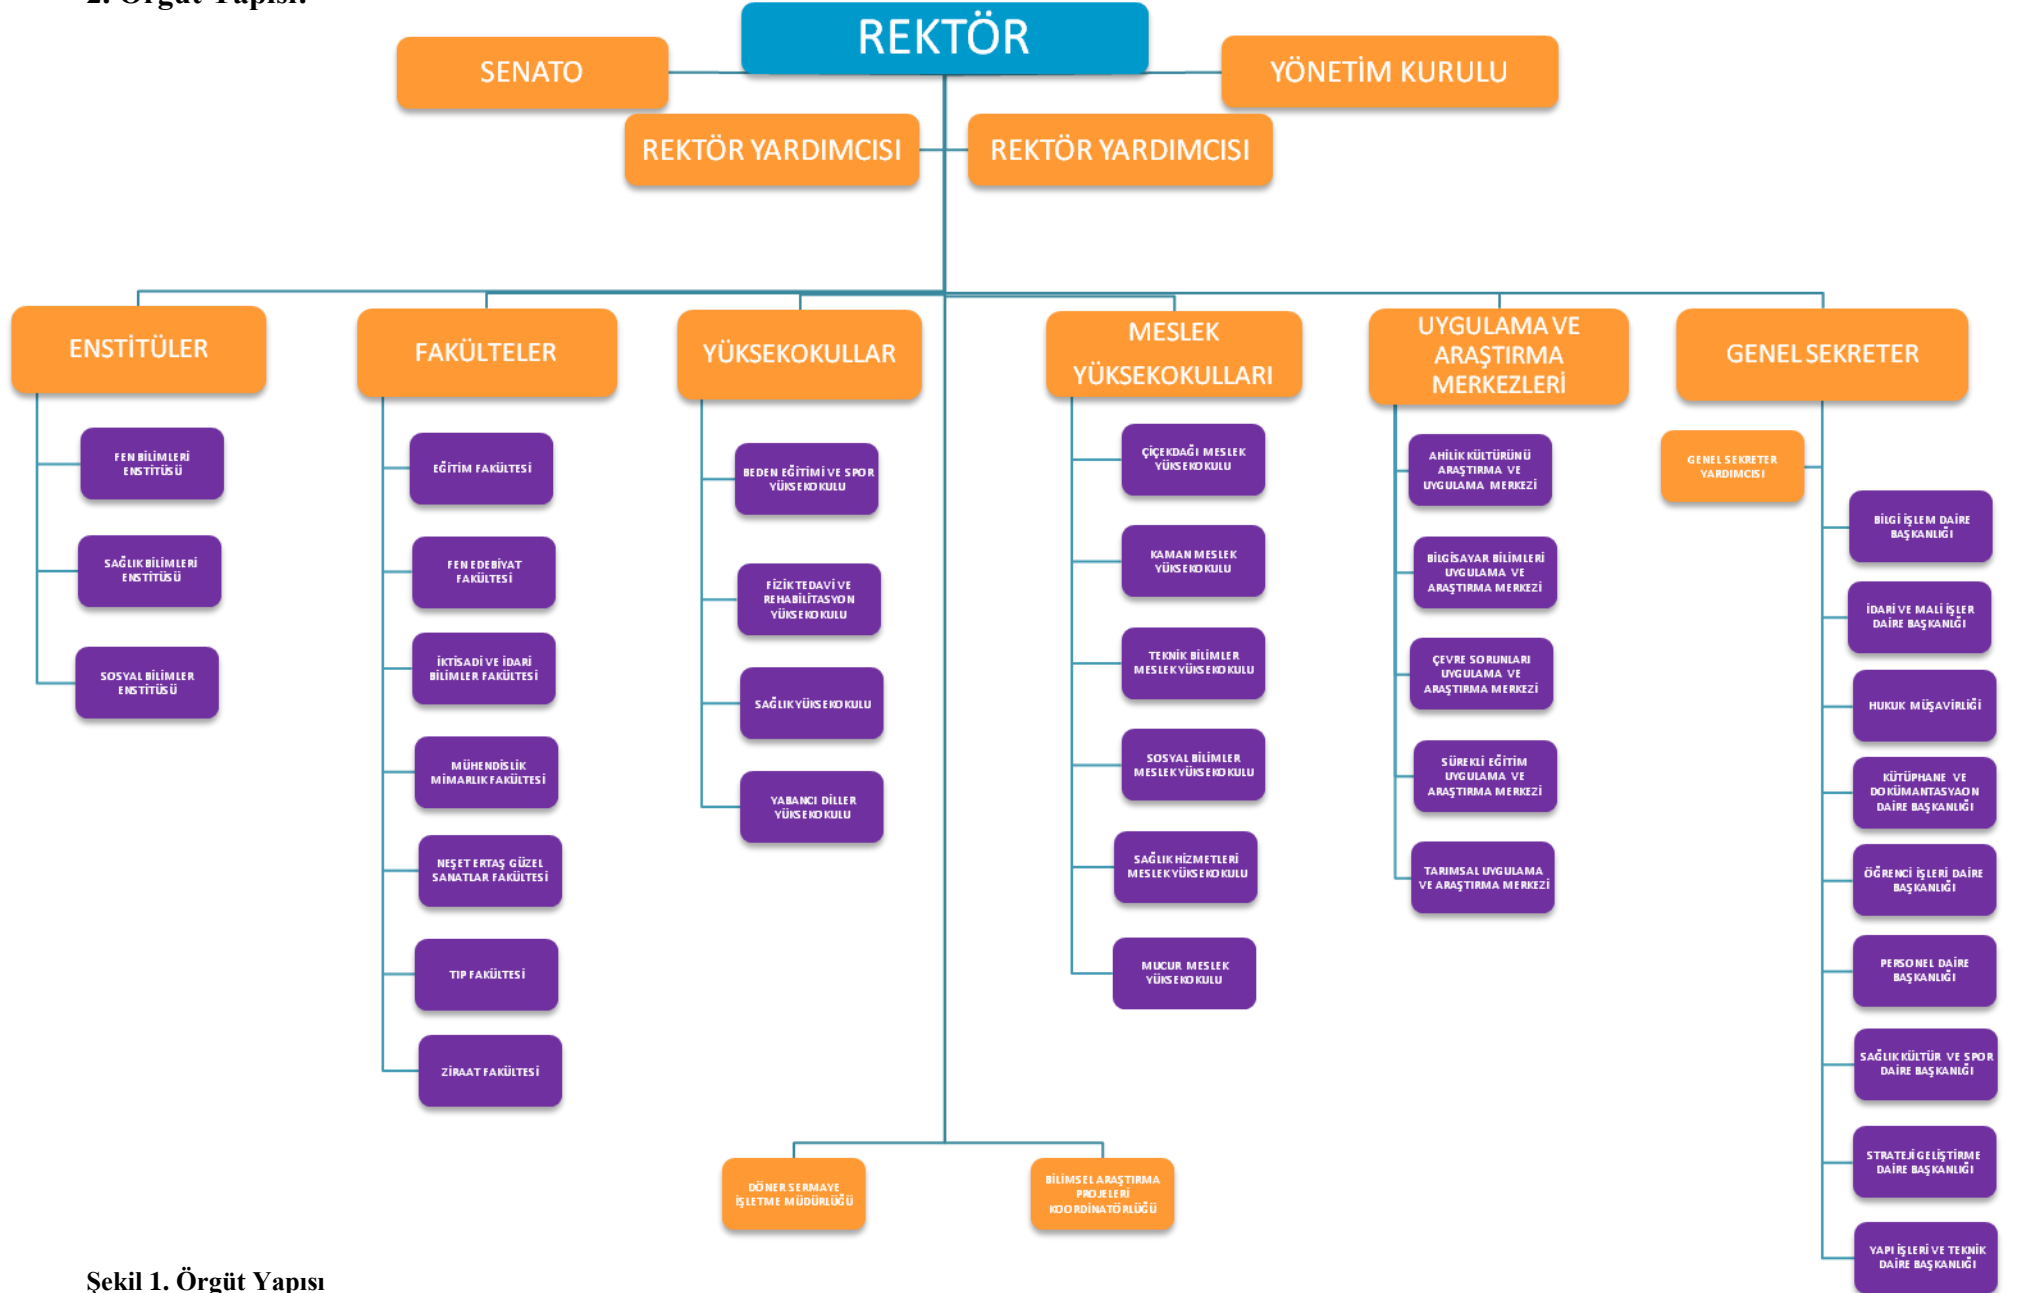 2. Örgüt Yapısı:
REKTÖR
SENATO
YÖNETİM KURULU
REKTÖR YARDIMCISI
REKTÖR YARDIMCISI
ENSTİTÜLER
FEN BİLİMLERİ
ENSTİTÜSÜ
SAĞLIK BİLİMLERİ
ENSTİTÜSÜ
SOSYAL BİLİMLER
ENSTİTÜSÜ
FAKÜLTELER
EĞİTİM FAKÜLTESİ
FEN EDEBİYAT
FAKÜLTESİ
İKTİSADİ VE İDARİ
BİLİMLER FAKÜLTESİ
MÜHENDİSLİK
MİMARLIK FAKÜLTESİ
NEŞET ERTAŞ GÜZEL
SANATLAR FAKÜLTESİ
TIP FAKÜLTESİ
ZİRAAT FAKÜLTESİ
YÜKSEKOKULLAR
BEDEN EĞİTİMİ VE SPOR
YÜKSEKOKULU
FİZİK TEDAVİ VE
REHABİLİTASYON
YÜKSEKOKULU
SAĞLIK YÜKSEKOKULU
YABANCI DİLLER
YÜKSEKOKULU
MESLEK
YÜKSEKOKULLARI
ÇİÇEKDAĞI MESLEK
YÜKSEKOKULU
KAMAN MESLEK
YÜKSEKOKULU
TEKNİK BİLİMLER
MESLEK YÜKSEKOKULU
SOSYAL BİLİMLER
MESLEK YÜKSEKOKULU
SAĞLIK HİZMETLERİ
MESLEK YÜKSEKOKULU
MUCUR MESLEK
YÜKSEKOKULU
UYGULAMA VE
ARAŞTIRMA
MERKEZLERİ
AHİLİK KÜLTÜRÜNÜ
ARAŞTIRMA VE
UYGULAMA MERKEZİ
BİLGİSAYAR BİLİMLERİ
UYGULAMA VE
ARAŞTIRMA MERKEZİ
ÇEVRE SORUNLARI
UYGULAMA VE
ARAŞTIRMA MERKEZİ
SÜREKLİ EĞİTİM
UYGULAMA VE
ARAŞTIRMA MERKEZİ
TARIMSAL UYGULAMA
VE ARAŞTIRMA MERKEZİ
GENEL SEKRETER
GENEL SEKRETER
YARDIMCISI
BİLGİ İŞLEM DAİRE
BAŞKANLIĞI
İDARİ VE MALİ İŞLER
DAİRE BAŞKANLĞI
HUKUK MÜŞAVİRLİĞİ
KÜTÜPHANE VE
DOKÜMANTASYAON
DAİRE BAŞKANLIĞI
ÖĞRENCİ İŞLERİ DAİRE
BAŞKANLIĞI
PERSONEL DAİRE
BAŞKANLIĞI
SAĞLIK KÜLTÜR VE SPOR
DAİRE BAŞKANLĞI
STRATEJİ GELİŞTİRME
DAİRE BAŞKANLIĞI
YAPI İŞLERİ VE TEKNİK
DAİRE BAŞKANLIĞI
DÖNER SERMAYE
İŞLETME MÜDÜRLÜĞÜ
BİLİMSEL ARAŞTIRMA
PROJELERİ
KOORDİNATÖRLÜĞÜ
Şekil 1. Örgüt Yapısı